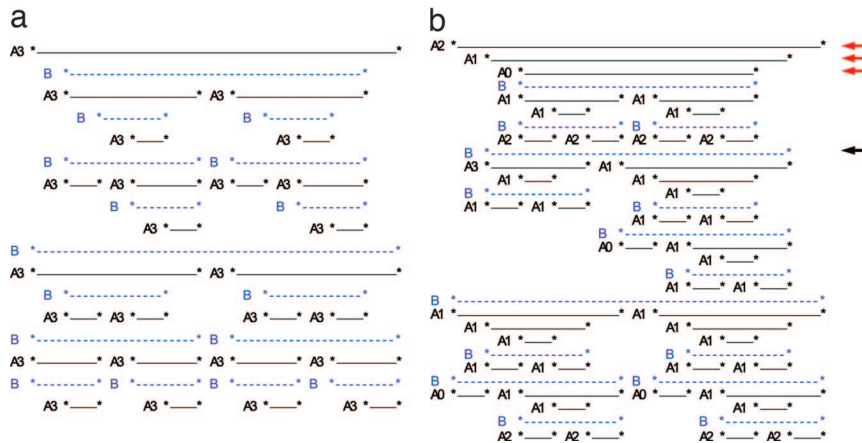 a
A3
B
A3 A3
B B
A3 A3
B B
A3 A3 A3 A3
B B
A3 A3
B
A3 A3
B B
A3 A3 A3 A3
B B
A3 A3 A3 A3
B B B B
A3 A3 A3 A3
b
A2
A1
A0
B
A1 A1
A1 A1
B B
A2 A2 A2 A2
B
A3 A1
A1 A1
B A1
A1 A1 B
A1 A1
B
A0 A1
A1
B
A1 A1
B
A1 A1
A1 A1
A1 A1
B B
A1 A1 A1 A1
B B
A0 A1 A0 A1
A1 A1
B B
A2 A2 A2 A2